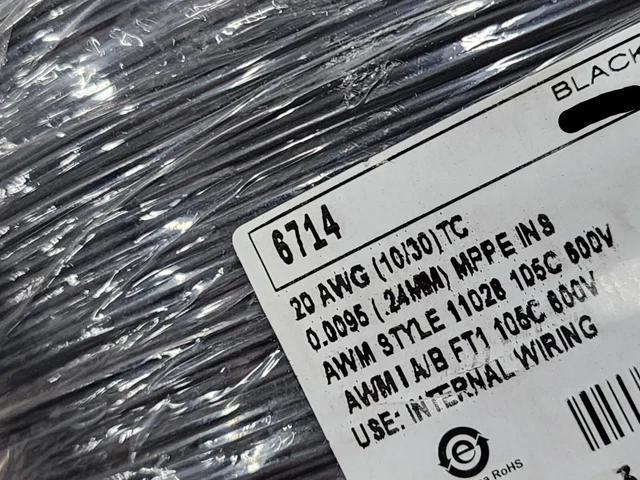 BLACK
6714
20 AWG (10/30) TC
0.0095 (.24MM) MPPE INS
AWM STYLE 11028 105C 600V
AWM I A/B FT1 105C 600V
USE: INTERNAL WIRING
e
RoHS